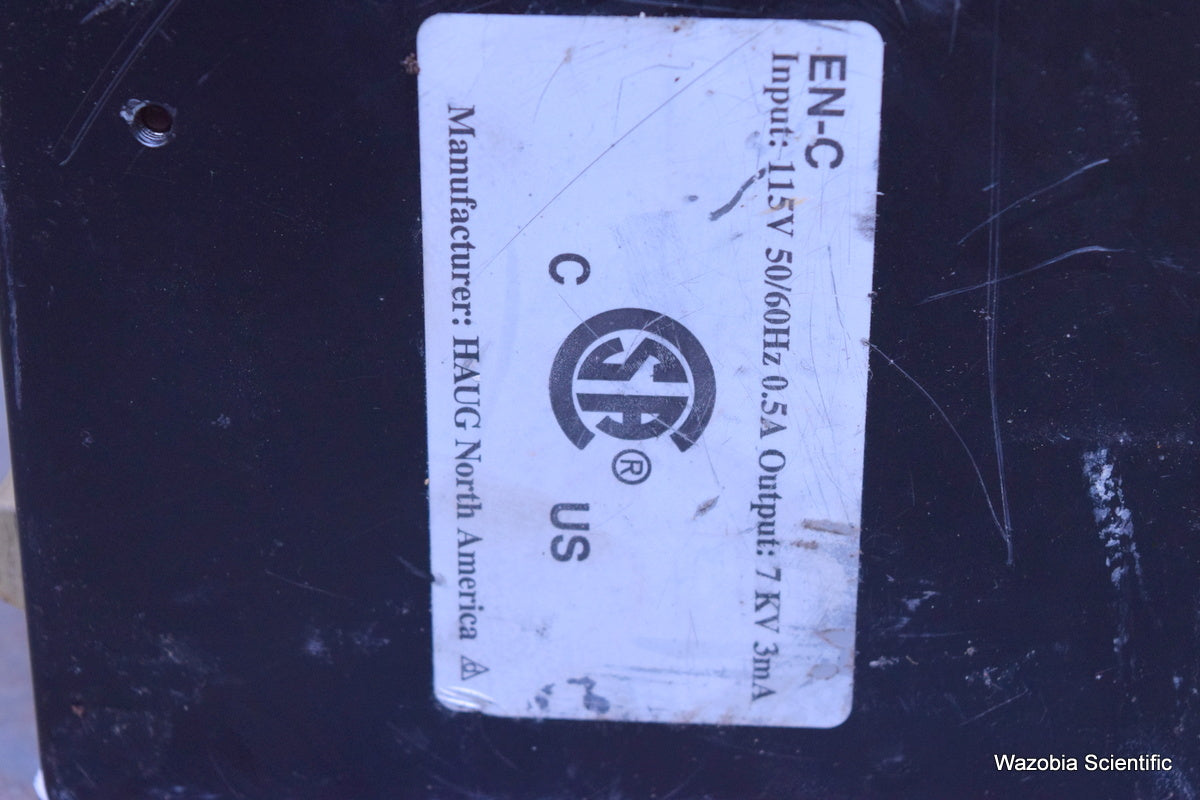 EN-C
Input: 115V 50/60Hz 0.5A Output: 7 KV 3mA
C SA ® US
Manufacturer: HAUG North America
Wazobia Scientific